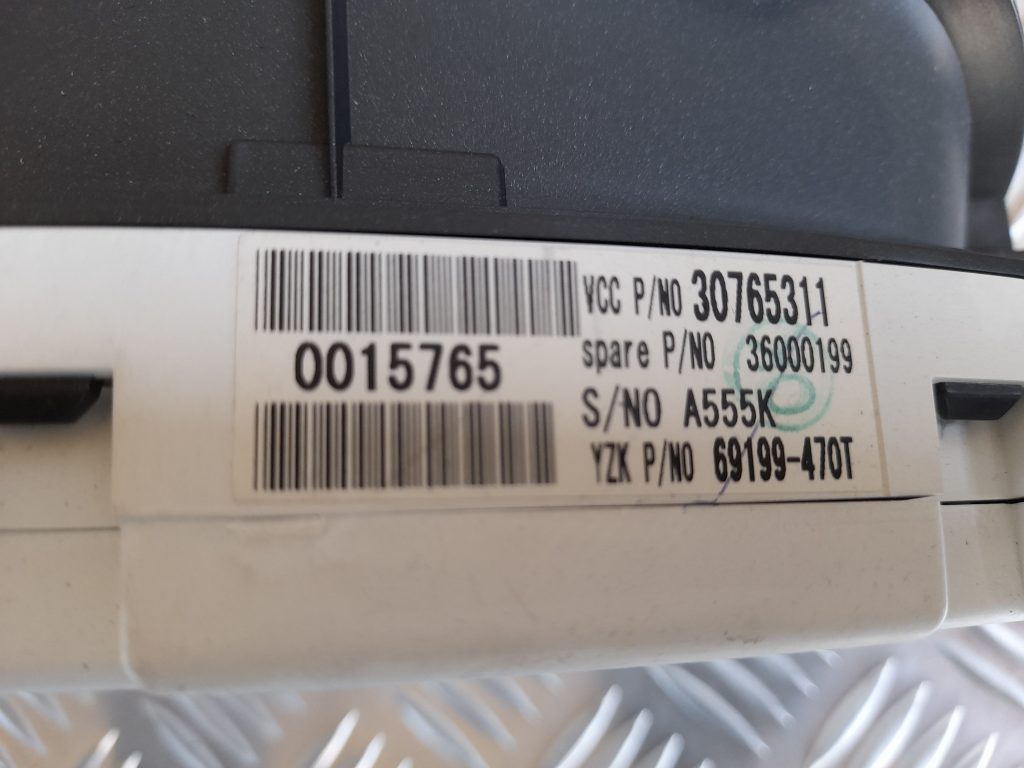 VCC P/NO 30765311
0015765
spare P/NO 36000199
S/NO A555K
YZK P/NO 69199-470T